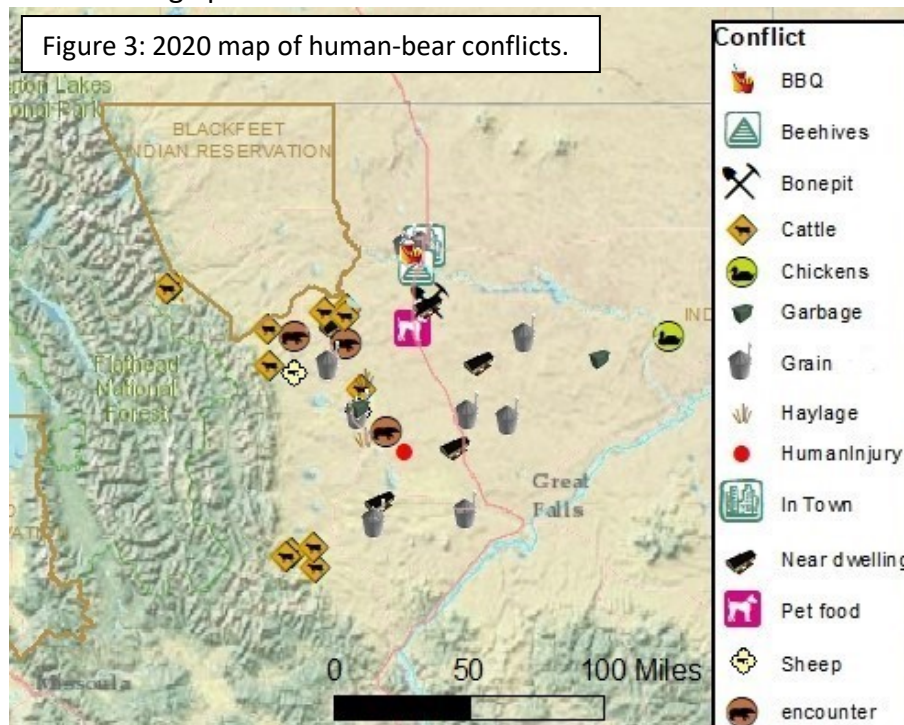 Figure 3: 2020 map of human-bear conflicts.
Lakes
BLACKFEET
INDIAN RESERVATION
Flathead
National
Forest
Great
Falls
Missoula
0 50 100 Miles
Conflict
BBQ
Beehives
Bonepit
Cattle
Chickens
Garbage
Grain
Haylage
HumanInjury
In Town
Near dwelling
Pet food
Sheep
encounter